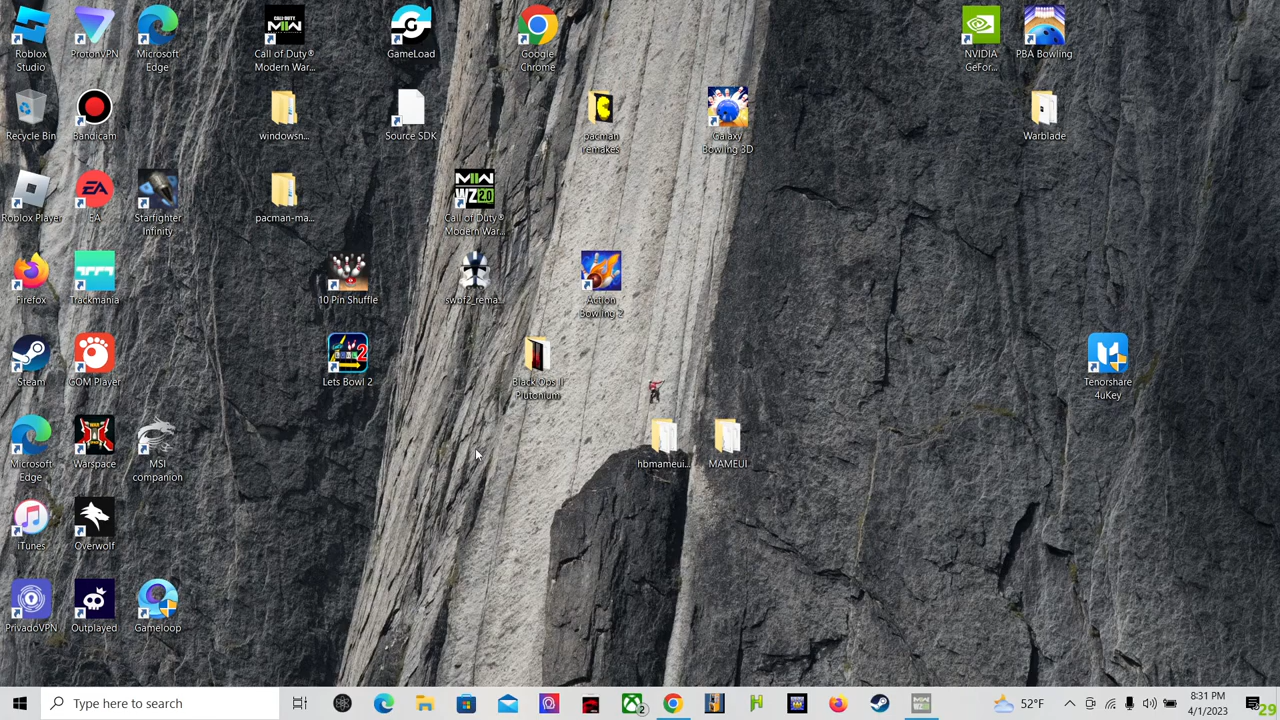 Roblox Studio
ProtonVPN
Microsoft Edge
Call of Duty® Modern War...
GameLoad
Google Chrome
NVIDIA GeFor...
PBA Bowling
Recycle Bin
Bandicam
windowsn...
Source SDK
pacman remakes
Galaxy Bowling 3D
Warblade
Roblox Player
EA
Starfighter Infinity
pacman-ma...
Call of Duty® Modern War...
Firefox
Trackmania
10 Pin Shuffle
swbf2_rema...
Action Bowling 2
Steam
GOM Player
Lets Bowl 2
Black Ops II Plutonium
Tenorshare 4uKey
Microsoft Edge
Warspace
MSI companion
hbmameui...
MAMEUI
iTunes
Overwolf
PrivadoVPN
Outplayed
Gameloop
Type here to search
2
52°F
8:31 PM
4/1/2023
29